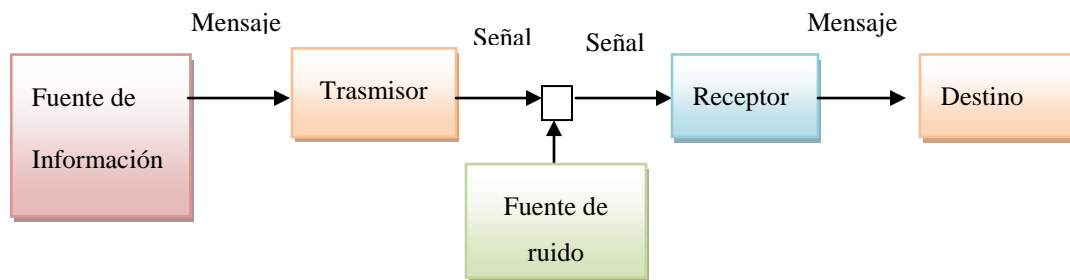 Mensaje
Señal
Señal
Mensaje
Fuente de
Información
Trasmisor
Receptor
Destino
Fuente de
ruido